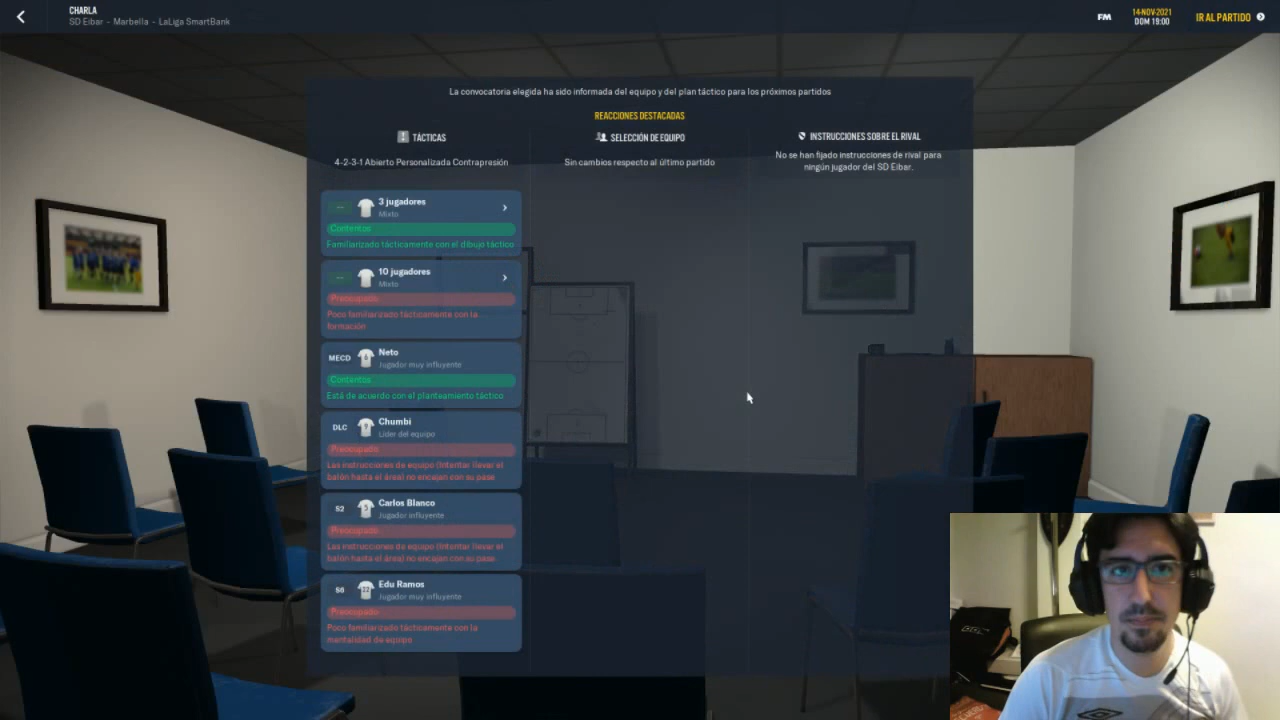 CHARLA
SD Eibar - Marbella - LaLiga SmartBank
FM
14-NOV-2021
DOM 19:00
IR AL PARTIDO
La convocatoria elegida ha sido informada del equipo y del plan táctico para los próximos partidos
REACCIONES DESTACADAS
TÁCTICAS
4-2-3-1 Abierto Personalizada Contrapresión
SELECCIÓN DE EQUIPO
Sin cambios respecto al último partido
INSTRUCCIONES SOBRE EL RIVAL
No se han fijado instrucciones de rival para
ningún jugador del SD Eibar.
3 jugadores
Mixto
Contentos
Familiarizado tácticamente con el dibujo táctico
10 jugadores
Mixto
Preocupado
Poco familiarizado tácticamente con la
formación
MECD
Neto
Jugador muy influyente
Contentos
Está de acuerdo con el planteamiento táctico
DLC
9
Chumbi
Líder del equipo
Preocupado
Las instrucciones de equipo (Intentar llevar el
balón hasta el área) no encajan con su pase
S2
5
Carlos Blanco
Jugador influyente
Preocupado
Las instrucciones de equipo (Intentar llevar el
balón hasta el área) no encajan con su pase
S6
Edu Ramos
Jugador muy influyente
Preocupado
Poco familiarizado tácticamente con la
mentalidad de equipo